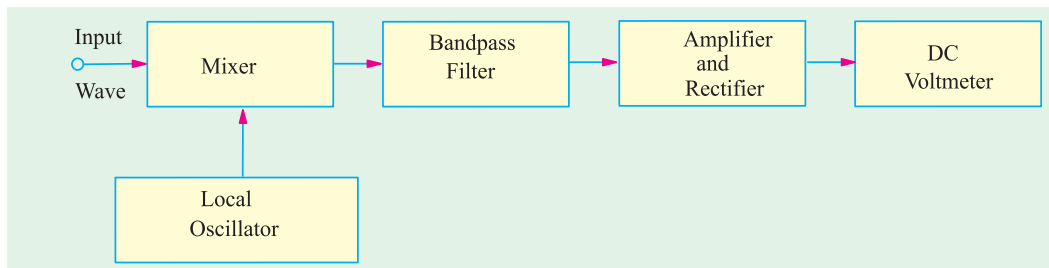 Input
Wave
Mixer
Bandpass
Filter
Amplifier
and
Rectifier
DC
Voltmeter
Local
Oscillator